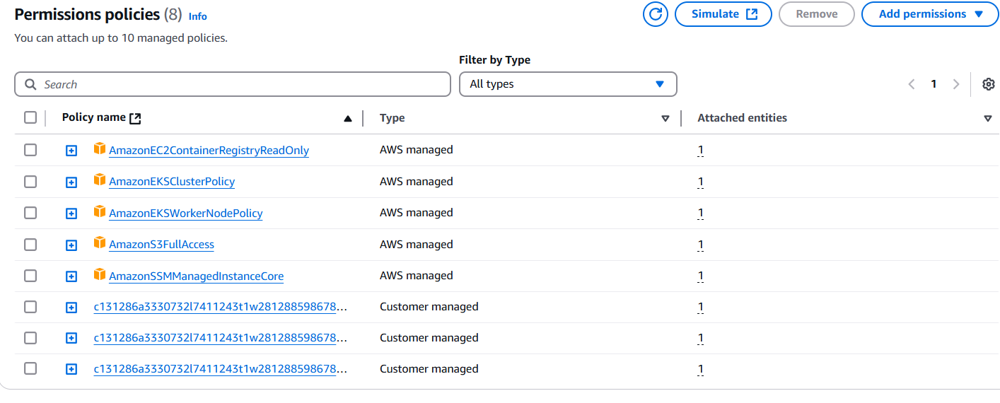 Permissions policies (8) Info
Simulate
Remove
Add permissions
You can attach up to 10 managed policies.
Filter by Type
Search
All types
1
Policy name
Type
Attached entities
AmazonEC2ContainerRegistryReadOnly AWS managed 1
AmazonEKSClusterPolicy AWS managed 1
AmazonEKSWorkerNodePolicy AWS managed 1
AmazonS3FullAccess AWS managed 1
AmazonSSMManagedInstanceCore AWS managed 1
c131286a3330732l7411243t1w281288598678... Customer managed 1
c131286a3330732l7411243t1w281288598678... Customer managed 1
c131286a3330732l7411243t1w281288598678... Customer managed 1